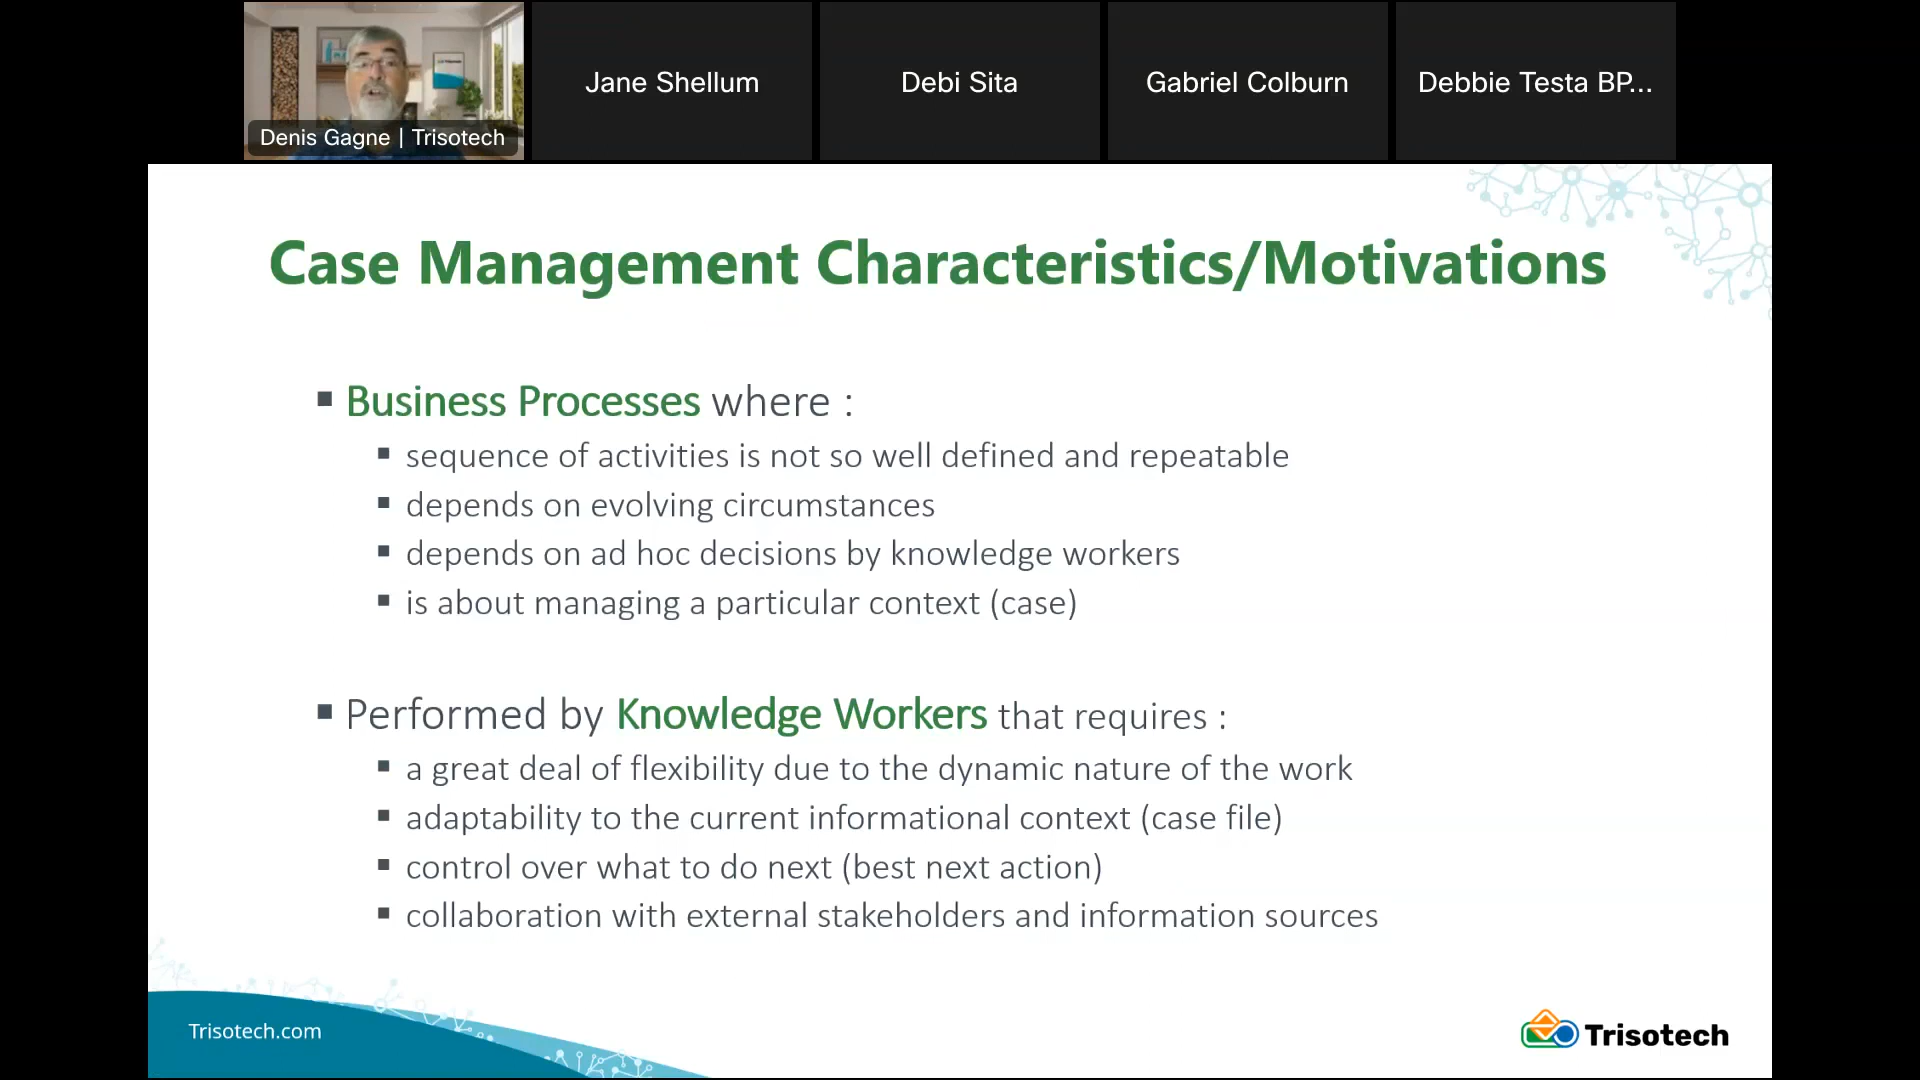 Denis Gagne | Trisotech
Jane Shellum
Debi Sita
Gabriel Colburn
Debbie Testa BP...
Case Management Characteristics/Motivations
▪ Business Processes where :
▪ sequence of activities is not so well defined and repeatable
▪ depends on evolving circumstances
▪ depends on ad hoc decisions by knowledge workers
▪ is about managing a particular context (case)
▪ Performed by Knowledge Workers that requires :
▪ a great deal of flexibility due to the dynamic nature of the work
▪ adaptability to the current informational context (case file)
▪ control over what to do next (best next action)
▪ collaboration with external stakeholders and information sources
Trisotech.com
Trisotech